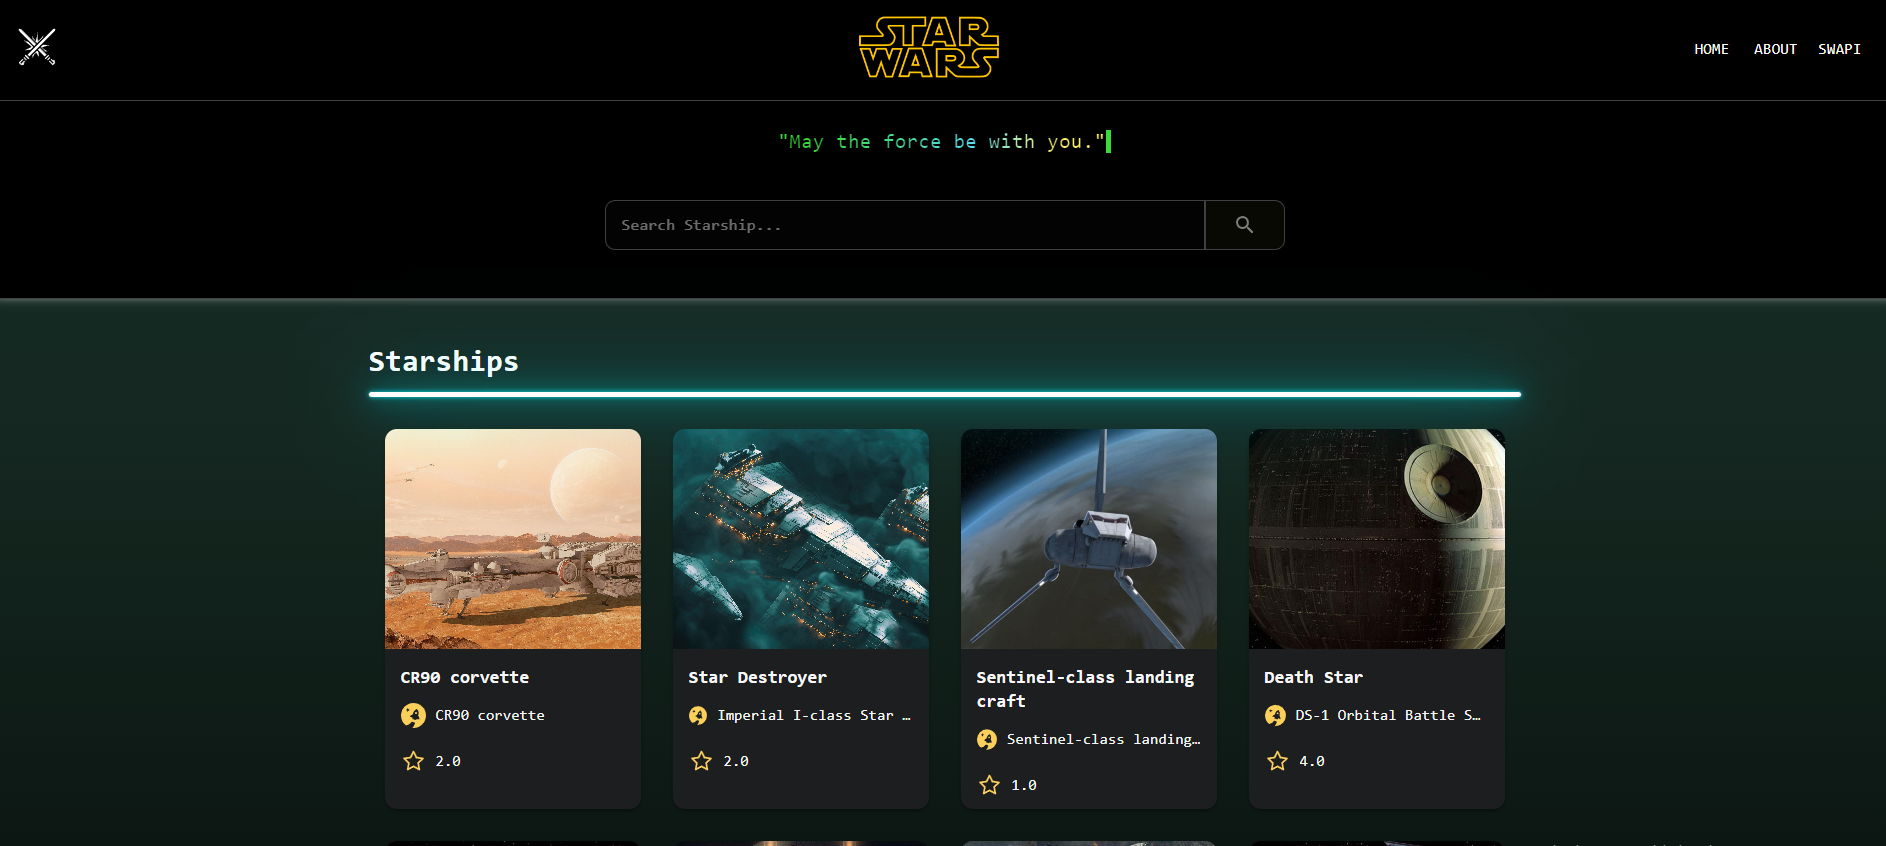 STAR
WARS
HOME ABOUT SWAPI
"May the force be with you."
Search Starship...
Starships
CR90 corvette
CR90 corvette
2.0
Star Destroyer
Imperial I-class Star …
2.0
Sentinel-class landing
craft
Sentinel-class landing…
1.0
Death Star
DS-1 Orbital Battle S…
4.0